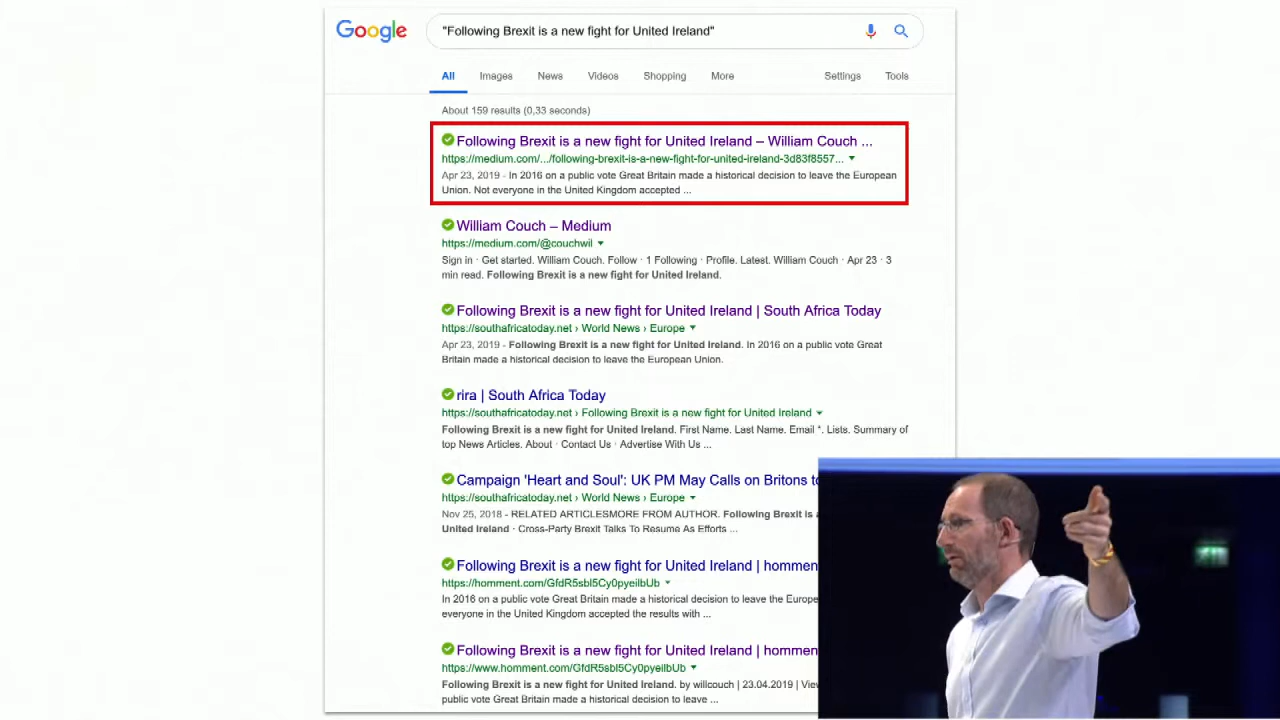 Google
"Following Brexit is a new fight for United Ireland"
All Images News Videos Shopping More Settings Tools
About 159 results (0,33 seconds)
Following Brexit is a new fight for United Ireland – William Couch ...
https://medium.com/.../following-brexit-is-a-new-fight-for-united-ireland-3d83f8557...
Apr 23, 2019 - In 2016 on a public vote Great Britain made a historical decision to leave the European
Union. Not everyone in the United Kingdom accepted ...
William Couch – Medium
https://medium.com/@couchwil
Sign in · Get started. William Couch. Follow · 1 Following · Profile. Latest. William Couch · Apr 23 · 3
min read. Following Brexit is a new fight for United Ireland.
Following Brexit is a new fight for United Ireland | South Africa Today
https://southafricatoday.net › World News › Europe
Apr 23, 2019 - Following Brexit is a new fight for United Ireland. In 2016 on a public vote Great
Britain made a historical decision to leave the European Union.
rira | South Africa Today
https://southafricatoday.net › Following Brexit is a new fight for United Ireland
Following Brexit is a new fight for United Ireland. First Name. Last Name. Email *. Lists. Summary of
top News Articles. About · Contact Us · Advertise With Us ...
Campaign 'Heart and Soul': UK PM May Calls on Britons to
https://southafricatoday.net › World News › Europe
Nov 25, 2018 - RELATED ARTICLESMORE FROM AUTHOR. Following Brexit is
United Ireland · Cross-Party Brexit Talks To Resume As Efforts ...
Following Brexit is a new fight for United Ireland | hommen
https://homment.com/GfdR5sbl5Cy0pyeilbUb
In 2016 on a public vote Great Britain made a historical decision to leave the Europe
everyone in the United Kingdom accepted the results with ...
Following Brexit is a new fight for United Ireland | hommen
https://www.homment.com/GfdR5sbl5Cy0pyeilbUb
Following Brexit is a new fight for United Ireland. by willcouch | 23.04.2019 | View
public vote Great Britain made a historical decision to leave ...